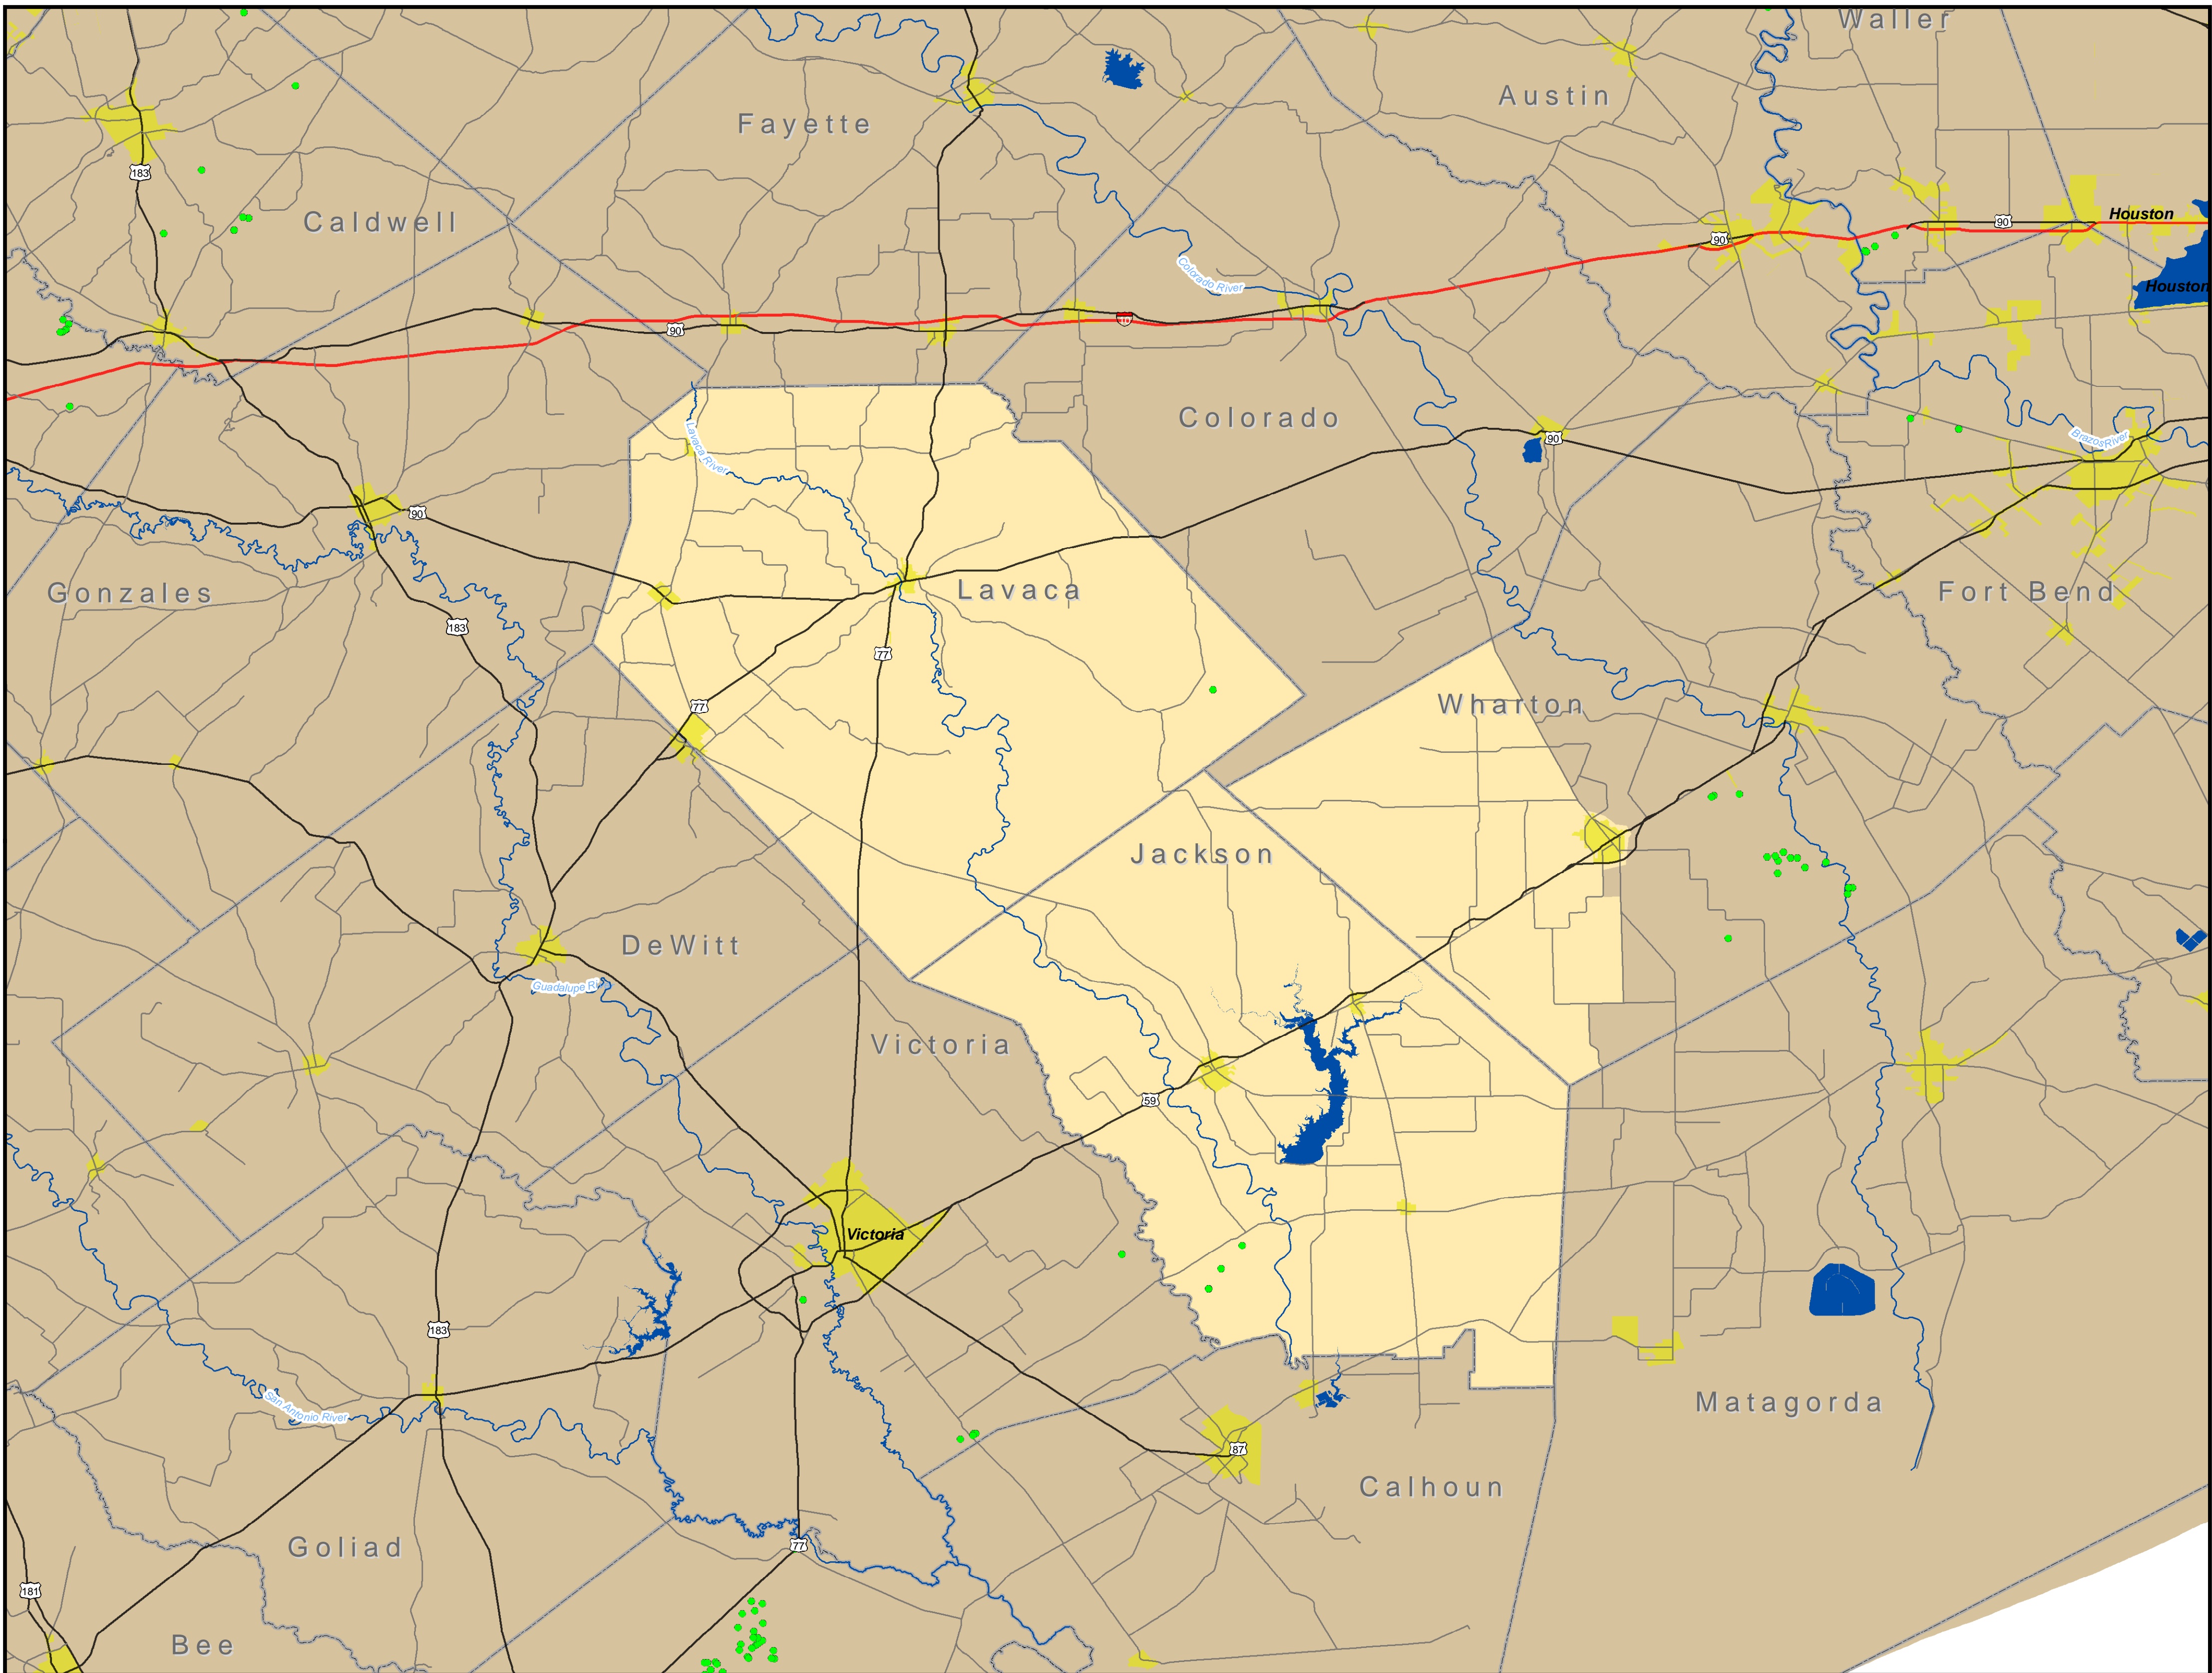 Waller
Austin
Fayette
183
Caldwell
Houston
90
90
Colorado River
Houston
10
90
Colorado
Lavaca River
90
Brazos River
90
Gonzales
Lavaca
Fort Bend
183
77
77
Wharton
Jackson
DeWitt
Guadalupe Ri
Victoria
59
Victoria
183
San Antonio River
Matagorda
87
Calhoun
Goliad
77
181
Bee